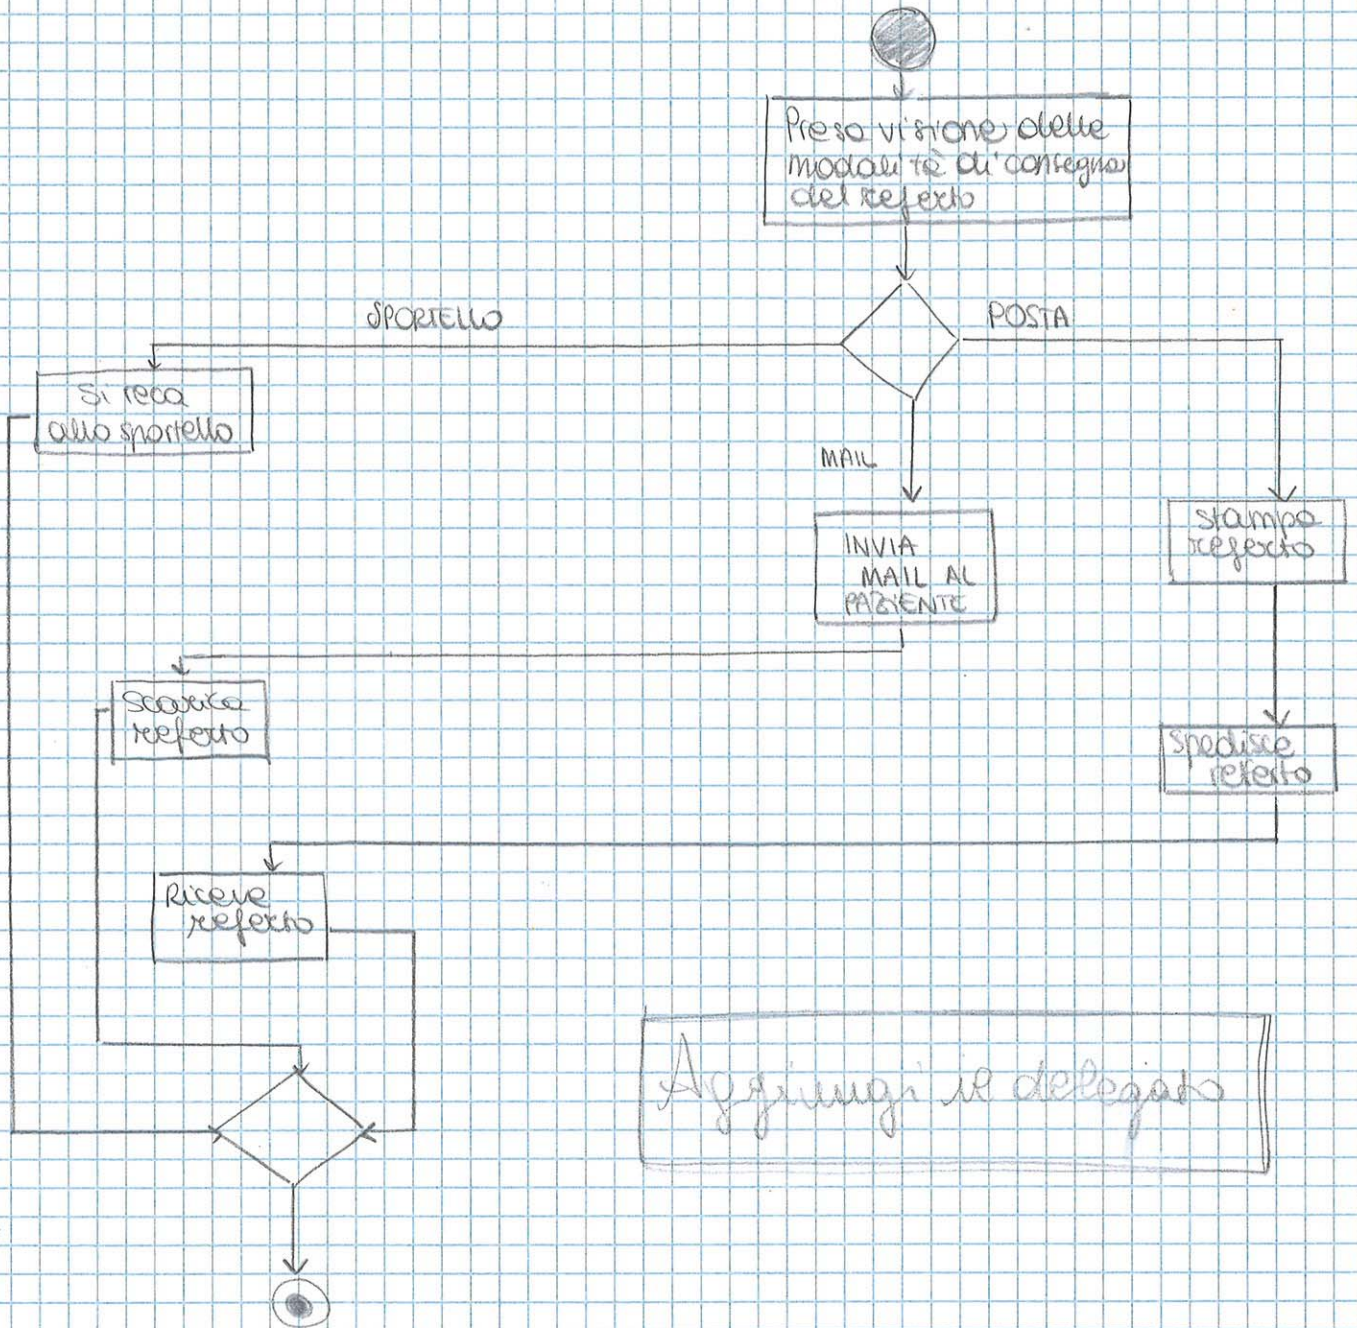 Presa visione delle
modalità di consegna
del referto
SPORTELLO
POSTA
Si reca
allo sportello
MAIL
INVIA
MAIL AL
PAZIENTE
stampa
referto
scarica
referto
spedisce
referto
Riceve
referto
Aggiungi il delegato